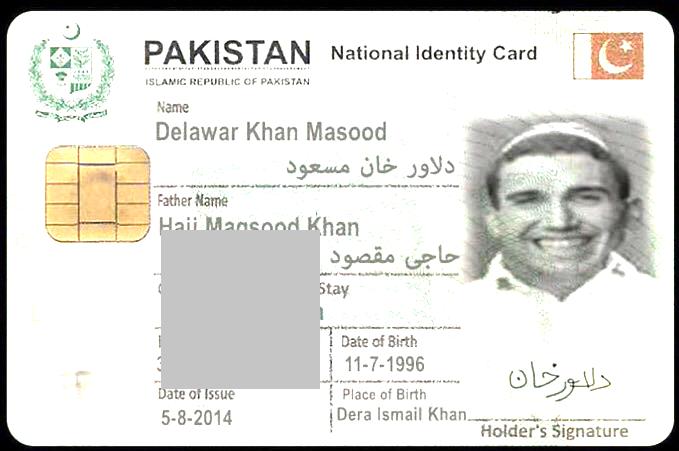 PAKISTAN National Identity Card
ISLAMIC REPUBLIC OF PAKISTAN
Name
Delawar Khan Masood
دلاور خان مسعود
Father Name
Haji Maqsood Khan
حاجی مقصود
Stay
Date of Birth
11-7-1996
Date of Issue
5-8-2014
Place of Birth
Dera Ismail Khan
دلاور خان
Holder's Signature